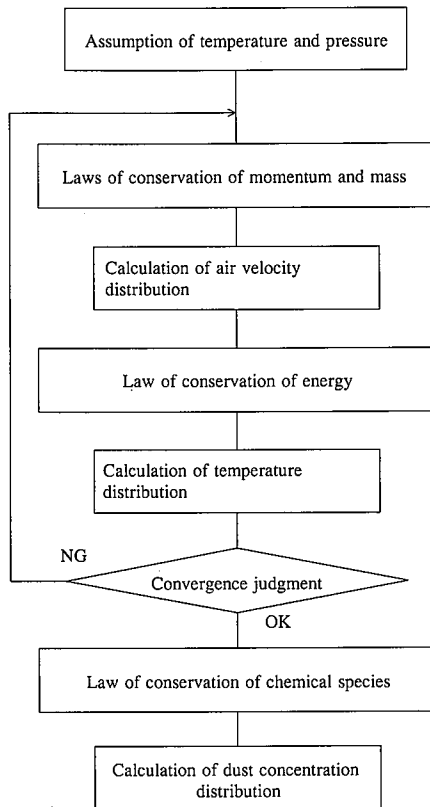 Assumption of temperature and pressure
Laws of conservation of momentum and mass
Calculation of air velocity
distribution
Law of conservation of energy
Calculation of temperature
distribution
NG
Convergence judgment
OK
Law of conservation of chemical species
Calculation of dust concentration
distribution